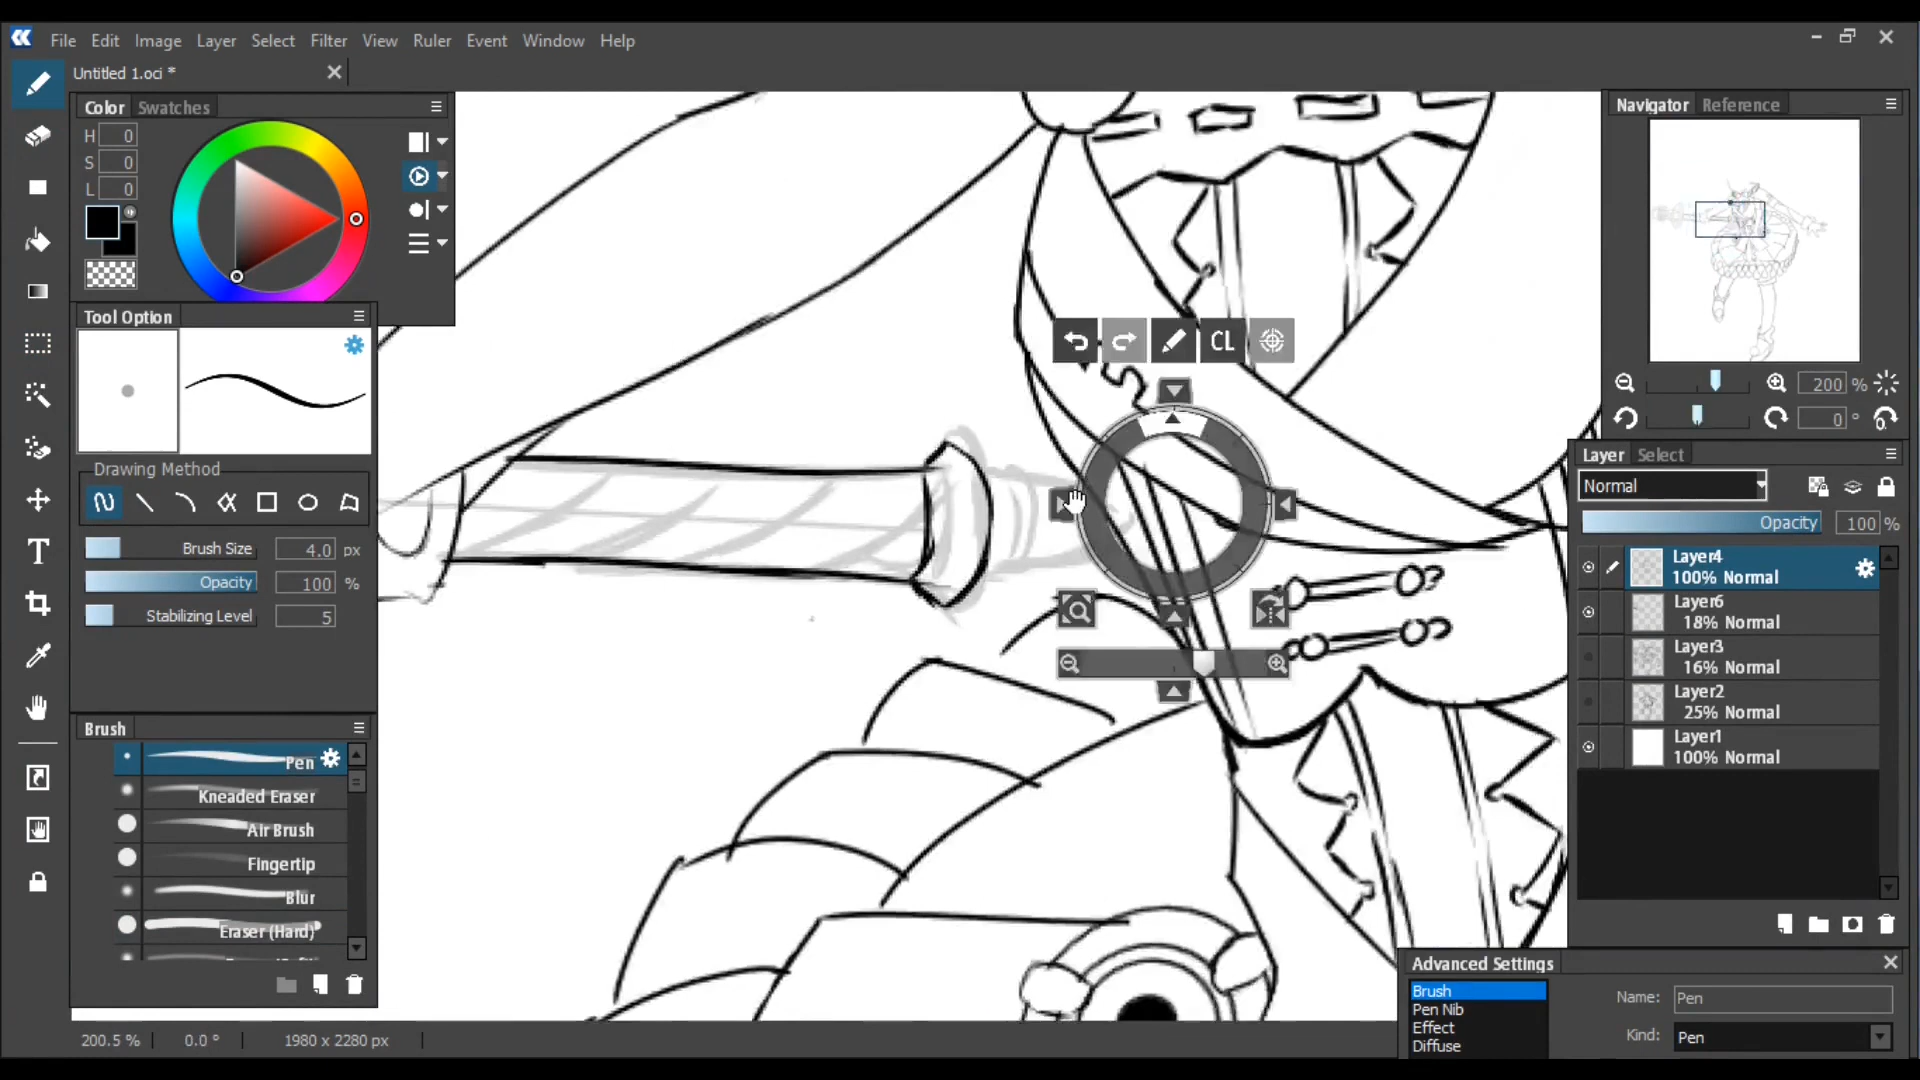 File Edit Image Layer Select Filter View Ruler Event Window Help
Untitled 1.oci *
Color Swatches
H 0
S 0
L 0
Tool Option
Drawing Method
Brush Size 4.0 px
Opacity 100 %
Stabilizing Level 5
Brush
Pen
Kneaded Eraser
Air Brush
Fingertip
Blur
Eraser (Hard)
CL
Navigator Reference
200 %
0 °
Layer Select
Normal
Opacity 100 %
Layer4
100% Normal
Layer6
18% Normal
Layer3
16% Normal
Layer2
25% Normal
Layer1
100% Normal
Advanced Settings
Brush
Pen Nib
Effect
Diffuse
Name: Pen
Kind: Pen
200.5 % 0.0 ° 1980 x 2280 px